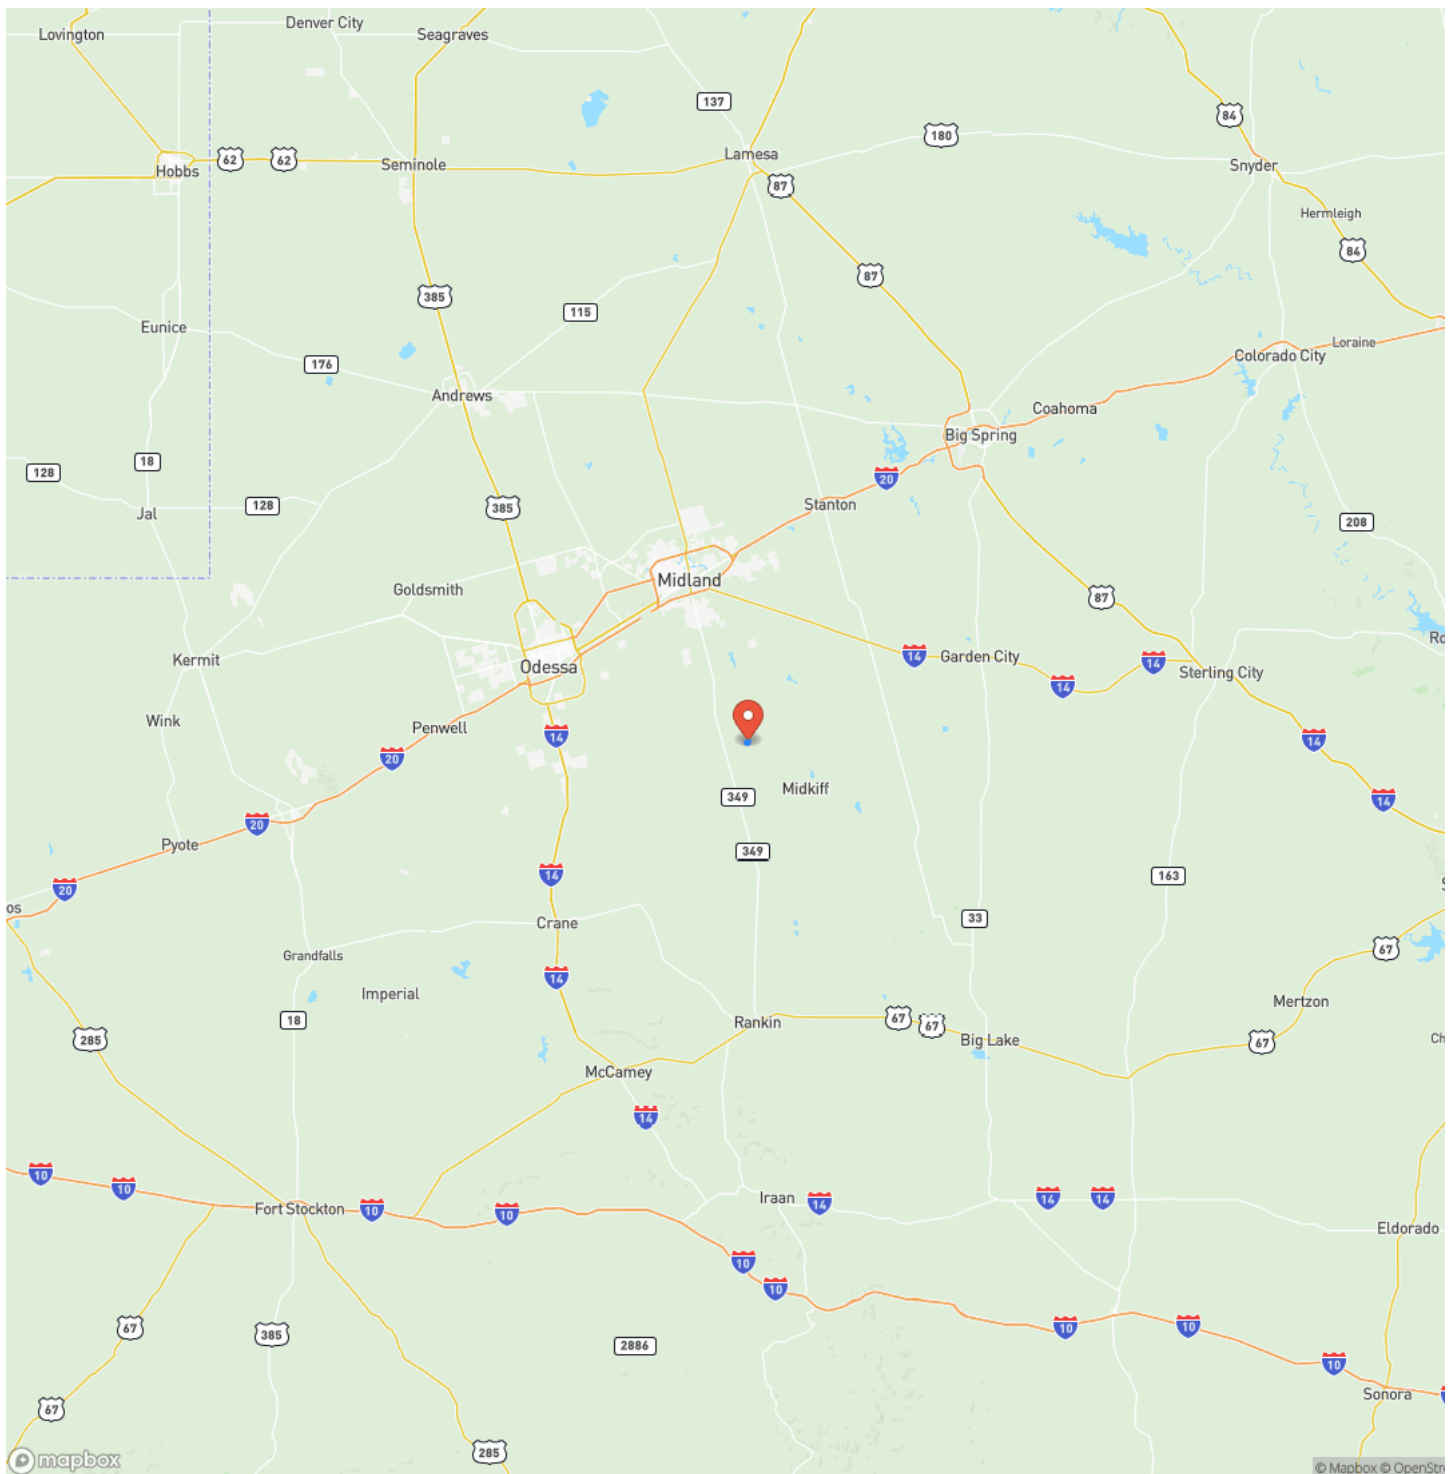 Denver City
Lovington
Seagraves
137
84
180
Lamesa
62
62
Seminole
Snyder
Hobbs
87
Hermleigh
84
87
385
115
Eunice
Loraine
Colorado City
176
Andrews
Coahoma
Big Spring
18
128
20
Stanton
128
385
Jal
208
Midland
Goldsmith
87
Ro
14
Garden City
Kermit
14
Odessa
Sterling City
14
Wink
Penwell
14
14
20
Midkiff
349
14
20
Pyote
349
14
163
20
os
33
Crane
67
Grandfalls
14
Imperial
Mertzon
18
Rankin
67
67
285
Big Lake
67
Ch
McCamey
14
10
10
Iraan
14
14
14
Fort Stockton
10
10
Eldorado
10
10
67
385
10
10
2886
10
Sonora
67
285
mapbox
© Mapbox © OpenStre